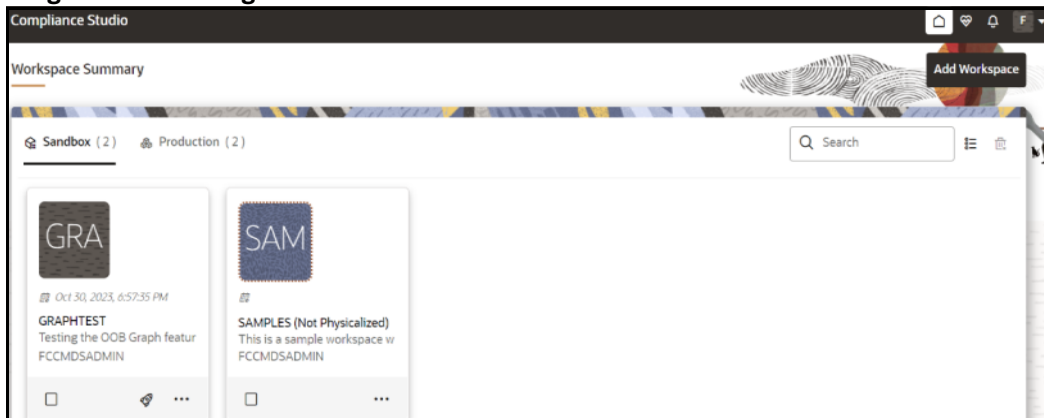 Compliance Studio
F
Workspace Summary
Add Workspace
Sandbox (2)
Production (2)
Search
GRA
SAM
Oct 30, 2023, 6:57:35 PM
GRAPHTEST
Testing the OOB Graph featur
FCCMDSADMIN
SAMPLES (Not Physicalized)
This is a sample workspace w
FCCMDSADMIN